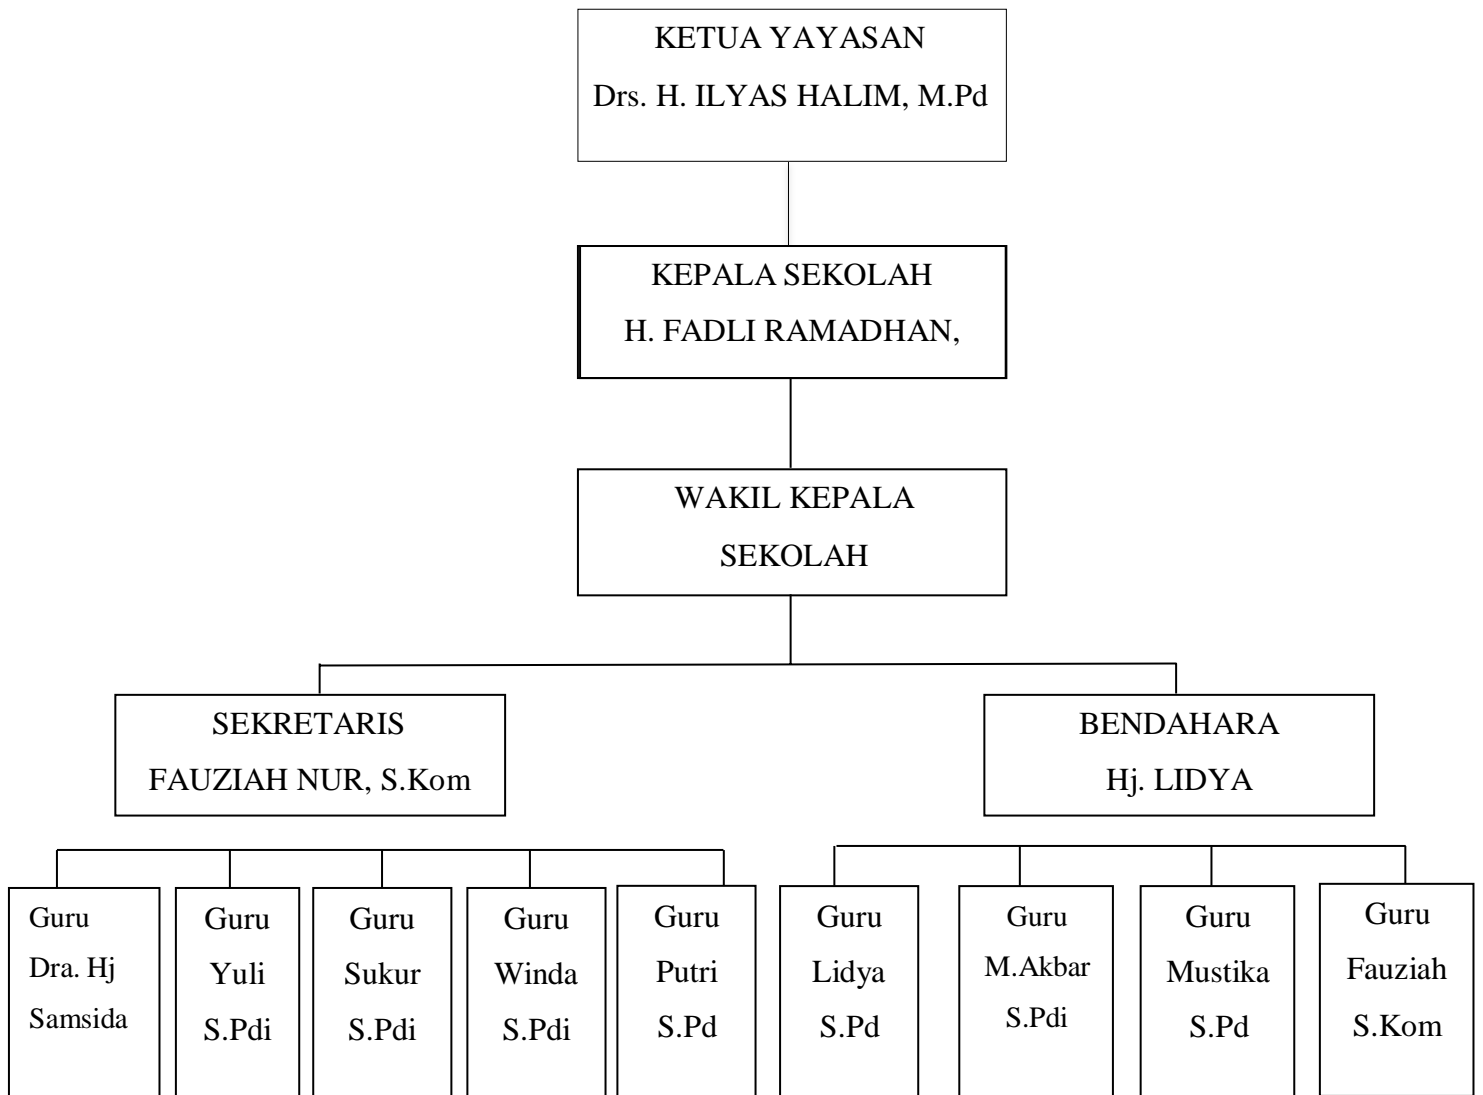 KETUA YAYASAN
Drs. H. ILYAS HALIM, M.Pd
KEPALA SEKOLAH
H. FADLI RAMADHAN,
WAKIL KEPALA
SEKOLAH
SEKRETARIS
FAUZIAH NUR, S.Kom
BENDAHARA
Hj. LIDYA
Guru
Dra. Hj
Samsida
Guru
Yuli
S.Pdi
Guru
Sukur
S.Pdi
Guru
Winda
S.Pdi
Guru
Putri
S.Pd
Guru
Lidya
S.Pd
Guru
M.Akbar
S.Pdi
Guru
Mustika
S.Pd
Guru
Fauziah
S.Kom